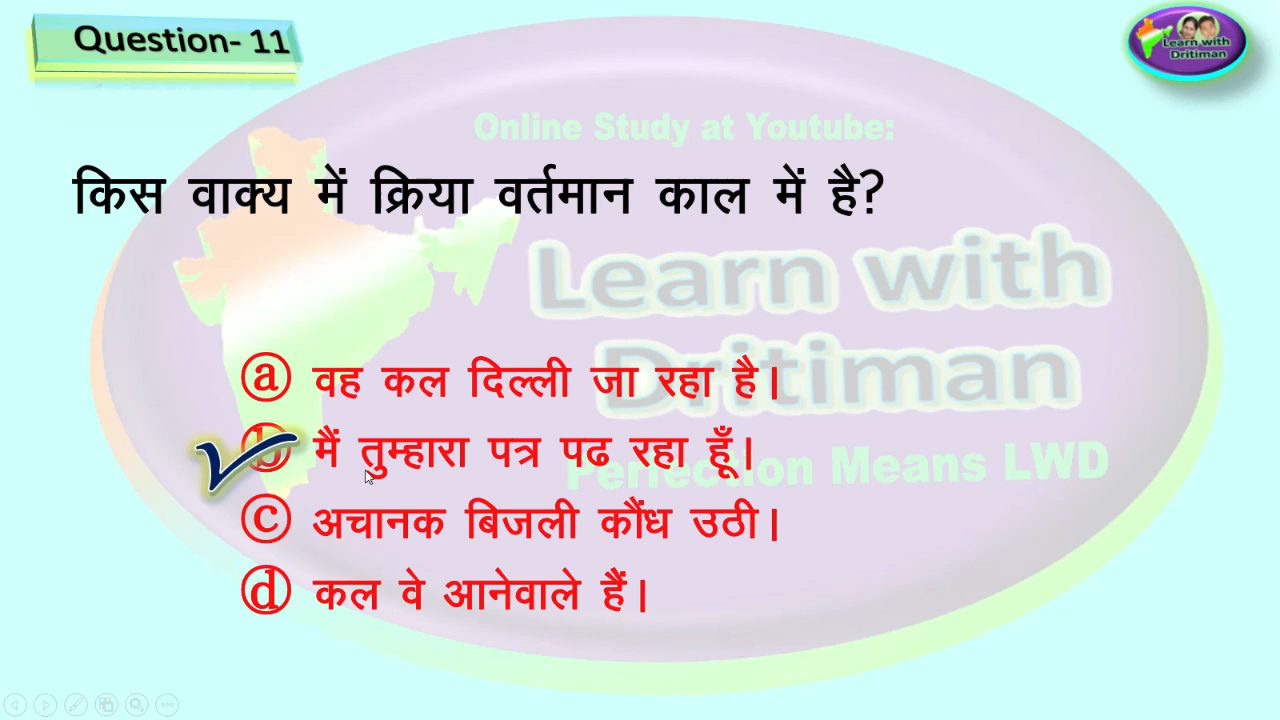 Question- 11
Learn with
Dritiman
Online Study at Youtube:
किस वाक्य में क्रिया वर्तमान काल में है?
Learn with
Dritiman
ⓐ वह कल दिल्ली जा रहा है।
ⓑ मैं तुम्हारा पत्र पढ रहा हूँ।
Perfection Means LWD
ⓒ अचानक बिजली कौंध उठी।
ⓓ कल वे आनेवाले हैं।